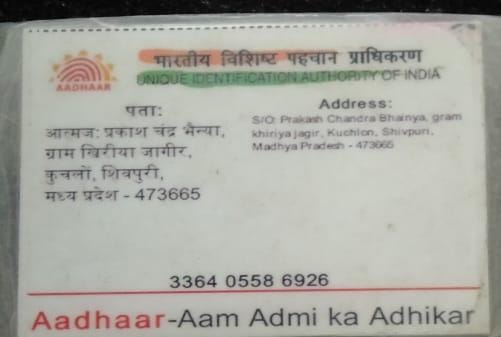 भारतीय विशिष्ट पहचान प्राधिकरण
AADHAAR
UNIQUE IDENTIFICATION AUTHORITY OF INDIA
पता:
आत्मज: प्रकाश चंद्र भैन्या,
ग्राम खिरीया जागीर,
कुचलों, शिवपुरी,
मध्य प्रदेश - 473665
Address:
S/O: Prakash Chandra Bhainya, gram
khiriya jagir, Kuchlon, Shivpuri,
Madhya Pradesh - 473665
3364 0558 6926
Aadhaar-Aam Admi ka Adhikar